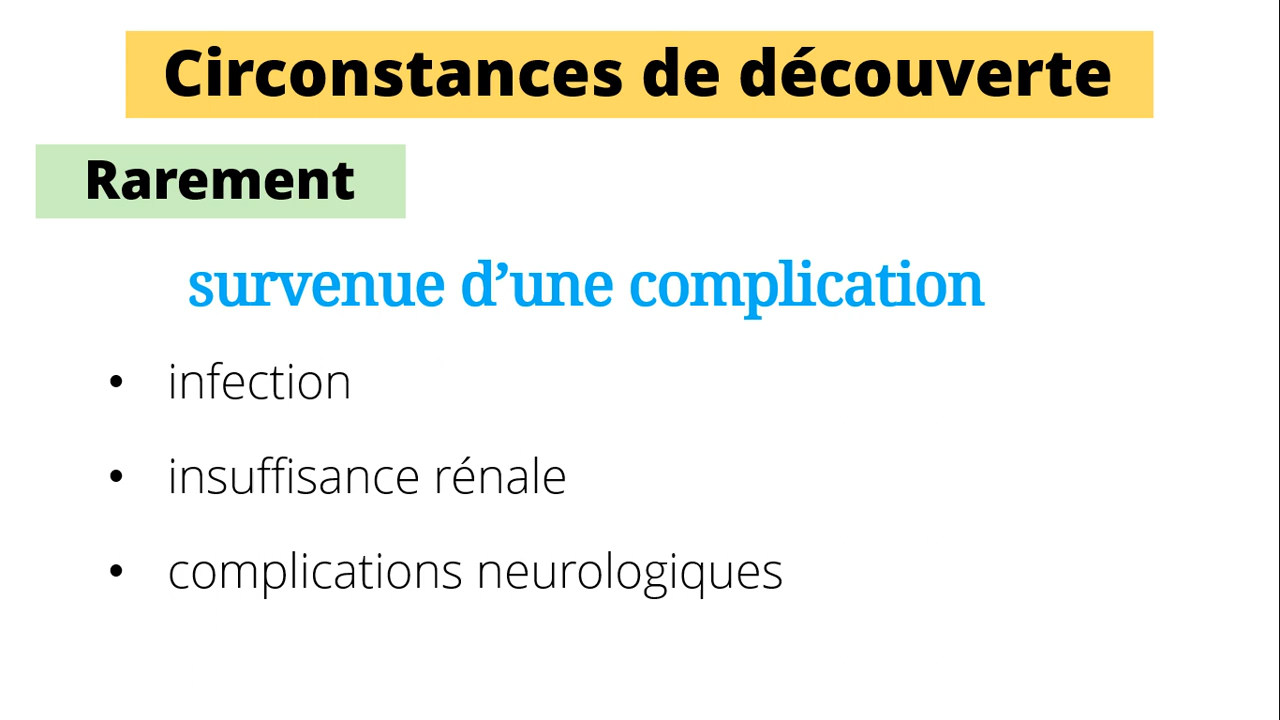 Circonstances de découverte
Rarement
survenue d’une complication
• infection
• insuffisance rénale
• complications neurologiques